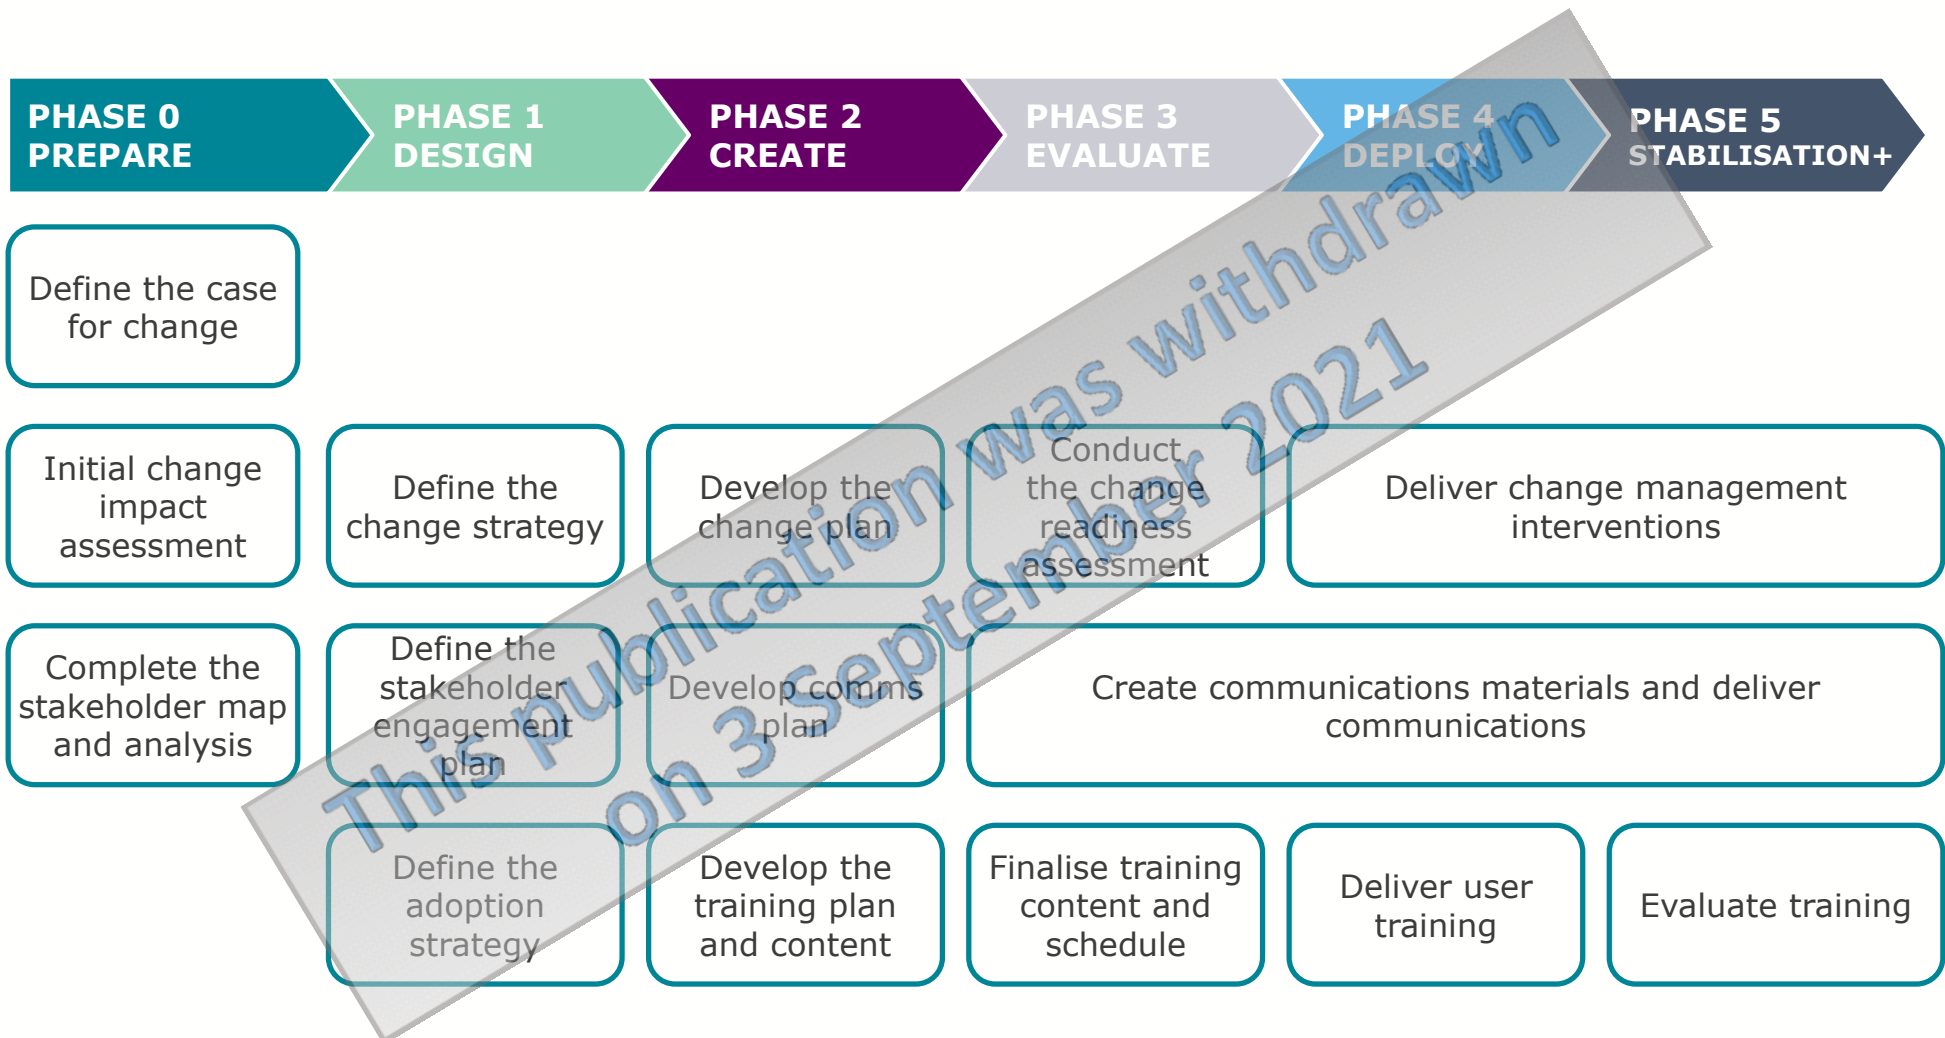 PHASE 0
PREPARE
PHASE 1
DESIGN
PHASE 2
CREATE
PHASE 3
EVALUATE
PHASE 4
DEPLOY
PHASE 5
STABILISATION+
Define the case
for change
Initial change
impact
assessment
Define the
change strategy
Develop the
change plan
Conduct
the change
readiness
assessment
Deliver change management
interventions
Complete the
stakeholder map
and analysis
Define the
stakeholder
engagement
plan
Develop comms
plan
Create communications materials and deliver
communications
Define the
adoption
strategy
Develop the
training plan
and content
Finalise training
content and
schedule
Deliver user
training
Evaluate training
This publication was withdrawn
on 3 September 2021